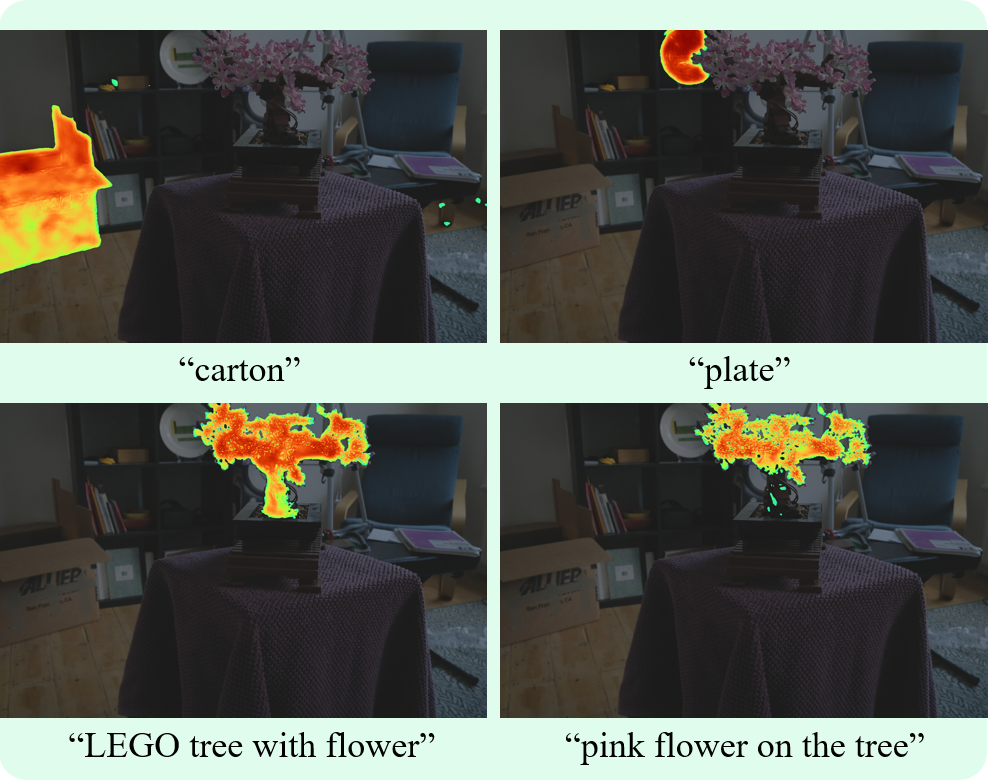 “carton”
“plate”
“LEGO tree with flower”
“pink flower on the tree”